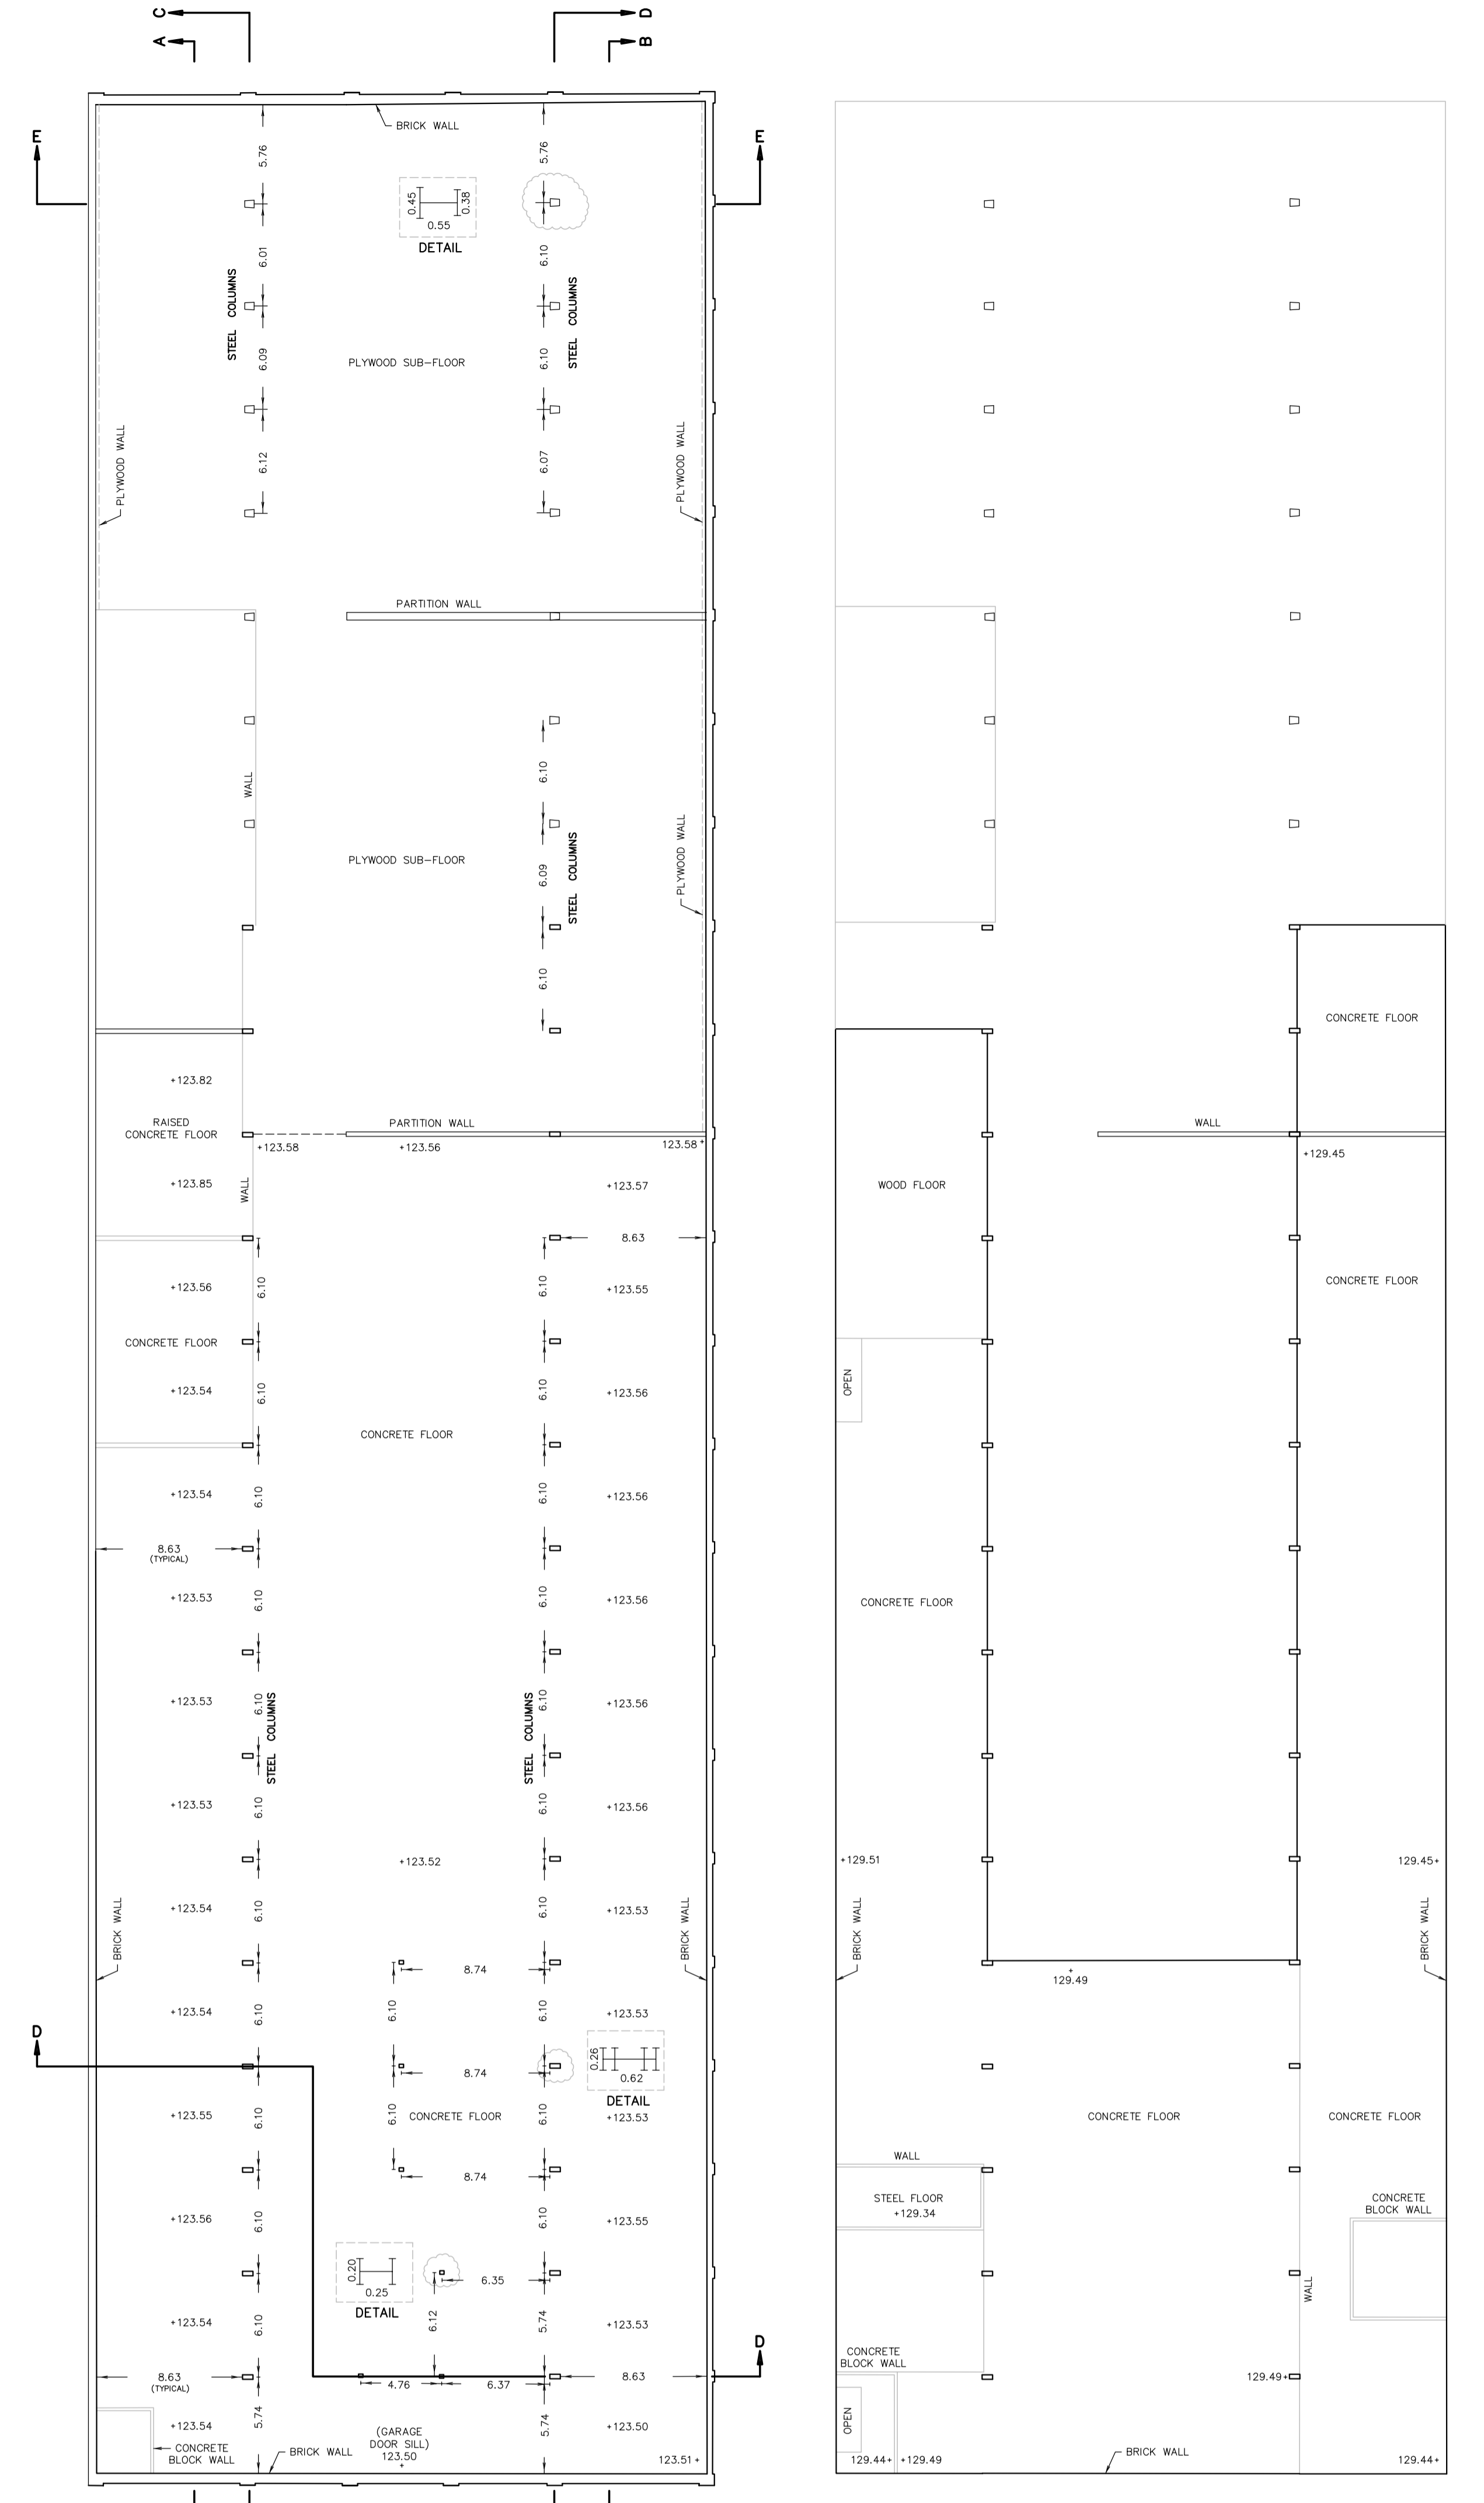 C
A
D
B
E
E
BRICK WALL
5.76
5.76
0.45
0.38
0.55
DETAIL
6.01
6.10
STEEL COLUMNS
STEEL COLUMNS
PLYWOOD SUB-FLOOR
6.09
6.10
PLYWOOD WALL
6.12
6.07
PLYWOOD WALL
PARTITION WALL
WALL
6.10
PLYWOOD SUB-FLOOR
6.09
STEEL COLUMNS
PLYWOOD WALL
6.10
+123.82
RAISED
CONCRETE FLOOR
PARTITION WALL
+123.58
+123.56
123.58+
+123.85
WALL
+123.57
8.63
+123.56
6.10
6.10
+123.55
CONCRETE FLOOR
+123.54
6.10
6.10
+123.56
CONCRETE FLOOR
+123.54
6.10
6.10
+123.56
8.63
(TYPICAL)
+123.53
6.10
6.10
+123.56
+123.53
6.10
6.10
+123.56
STEEL COLUMNS
STEEL COLUMNS
+123.53
6.10
6.10
+123.56
+123.52
+123.54
6.10
6.10
+123.53
BRICK WALL
BRICK WALL
8.74
+123.54
6.10
6.10
6.10
+123.53
D
0.26
0.62
DETAIL
8.74
+123.55
6.10
6.10
CONCRETE FLOOR
6.10
+123.53
8.74
+123.56
6.10
6.10
+123.55
0.20
0.25
DETAIL
6.35
+123.54
6.10
6.12
5.74
+123.53
D
8.63
(TYPICAL)
4.76
6.37
8.63
+123.54
5.74
(GARAGE
DOOR SILL)
123.50
+
5.74
+123.50
CONCRETE
BLOCK WALL
BRICK WALL
123.51+
CONCRETE FLOOR
WALL
+129.45
WOOD FLOOR
CONCRETE FLOOR
OPEN
CONCRETE FLOOR
+129.51
129.45+
BRICK WALL
BRICK WALL
+
129.49
CONCRETE FLOOR
CONCRETE FLOOR
WALL
STEEL FLOOR
+129.34
CONCRETE
BLOCK WALL
WALL
CONCRETE
BLOCK WALL
129.49+
OPEN
129.44+
+129.49
BRICK WALL
129.44+